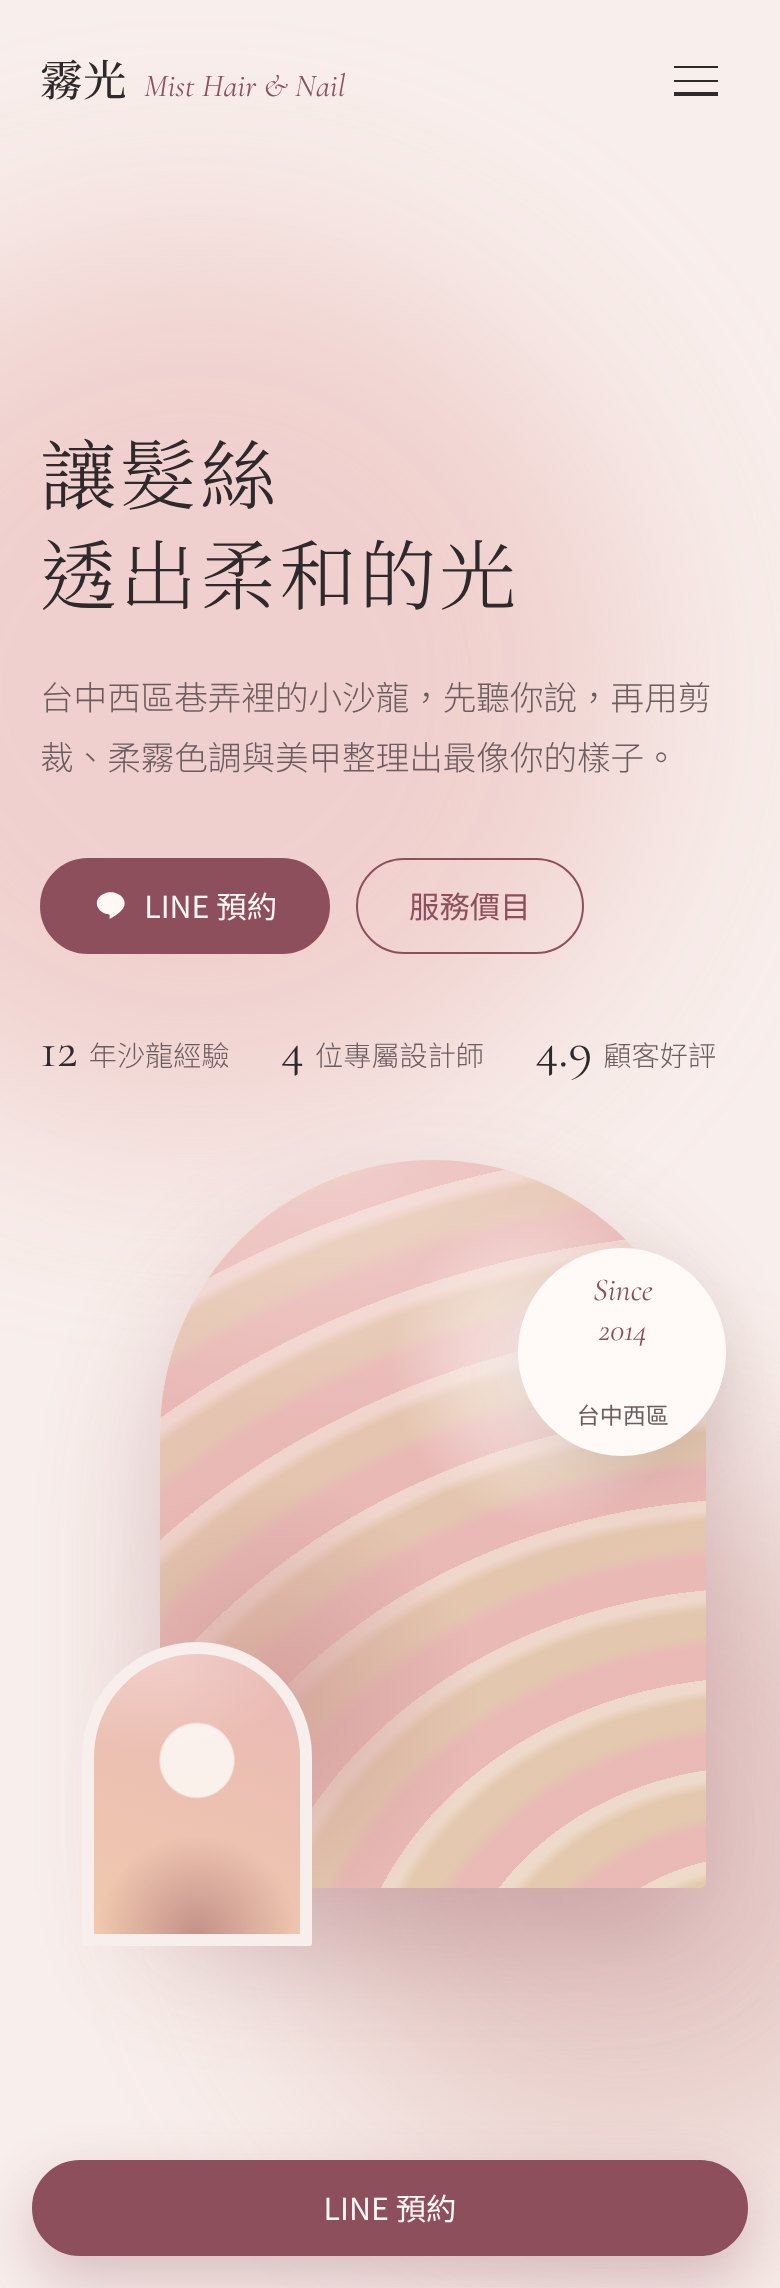 霧光 Mist Hair & Nail
讓髮絲
透出柔和的光
台中西區巷弄裡的小沙龍，先聽你說，再用剪
裁、柔霧色調與美甲整理出最像你的樣子。
LINE 預約
服務價目
12 年沙龍經驗
4 位專屬設計師
4.9 顧客好評
Since
2014
台中西區
LINE 預約